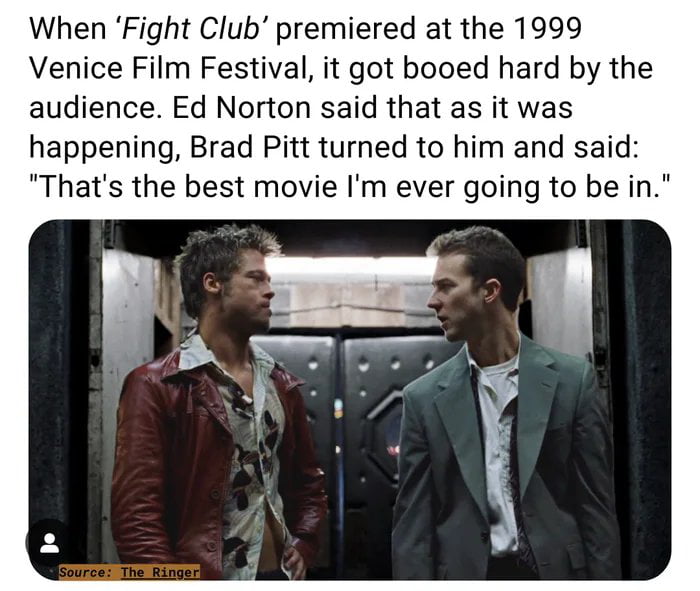 When ‘Fight Club’ premiered at the 1999
Venice Film Festival, it got booed hard by the
audience. Ed Norton said that as it was
happening, Brad Pitt turned to him and said:
"That's the best movie I'm ever going to be in."
Source: The Ringer